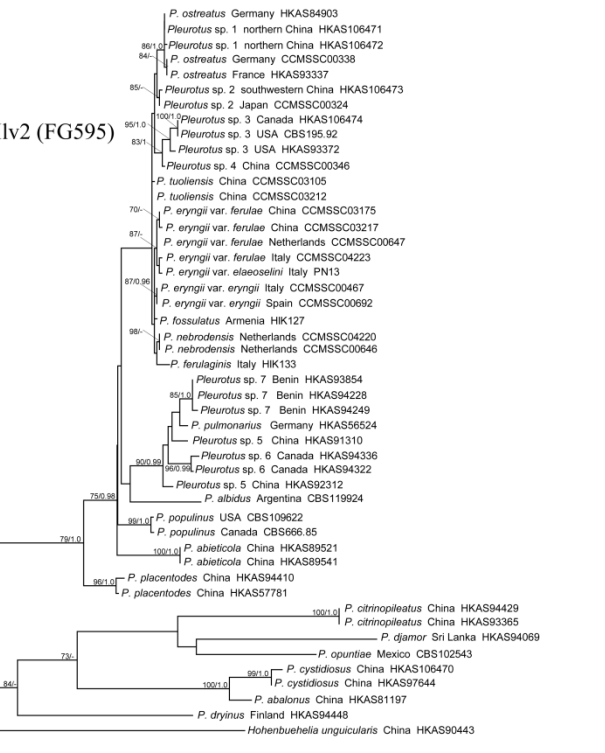 P. ostreatus Germany HKAS84903
Pleurotus sp. 1 northern China HKAS106471
86/1.0 Pleurotus sp. 1 northern China HKAS106472
84/- P. ostreatus Germany CCMSSC00338
P. ostreatus France HKAS93337
85/- Pleurotus sp. 2 southwestern China HKAS106473
Pleurotus sp. 2 Japan CCMSSC00324
100/1.0 Pleurotus sp. 3 Canada HKAS106474
95/1.0 Pleurotus sp. 3 USA CBS195.92
Ilv2 (FG595)
83/1 Pleurotus sp. 3 USA HKAS93372
Pleurotus sp. 4 China CCMSSC00346
P. tuoliensis China CCMSSC03105
P. tuoliensis China CCMSSC03212
70/- P. eryngii var. ferulae China CCMSSC03175
P. eryngii var. ferulae China CCMSSC03217
87/- P. eryngii var. ferulae Netherlands CCMSSC00647
P. eryngii var. ferulae Italy CCMSSC04223
P. eryngii var. elaeoselini Italy PN13
87/0.96 P. eryngii var. eryngii Italy CCMSSC00467
P. eryngii var. eryngii Spain CCMSSC00692
P. fossulatus Armenia HIK127
98/- P. nebrodensis Netherlands CCMSSC04220
P. nebrodensis Netherlands CCMSSC00646
P. ferulaginis Italy HIK133
Pleurotus sp. 7 Benin HKAS93854
85/1.0 Pleurotus sp. 7 Benin HKAS94228
Pleurotus sp. 7 Benin HKAS94249
P. pulmonarius Germany HKAS56524
Pleurotus sp. 5 China HKAS91310
90/0.99 Pleurotus sp. 6 Canada HKAS94336
96/0.99 Pleurotus sp. 6 Canada HKAS94322
Pleurotus sp. 5 China HKAS92312
75/0.98 P. albidus Argentina CBS119924
99/1.0 P. populinus USA CBS109622
P. populinus Canada CBS666.85
79/1.0 100/1.0 P. abieticola China HKAS89521
P. abieticola China HKAS89541
96/1.0 P. placentodes China HKAS94410
P. placentodes China HKAS57781
100/1.0 P. citrinopileatus China HKAS94429
P. citrinopileatus China HKAS93365
P. djamor Sri Lanka HKAS94069
73/- P. opuntiae Mexico CBS102543
99/1.0 P. cystidiosus China HKAS106470
84/- 100/1.0 P. cystidiosus China HKAS97644
P. abalonus China HKAS81197
P. dryinus Finland HKAS94448
Hohenbuehelia unguicularis China HKAS90443